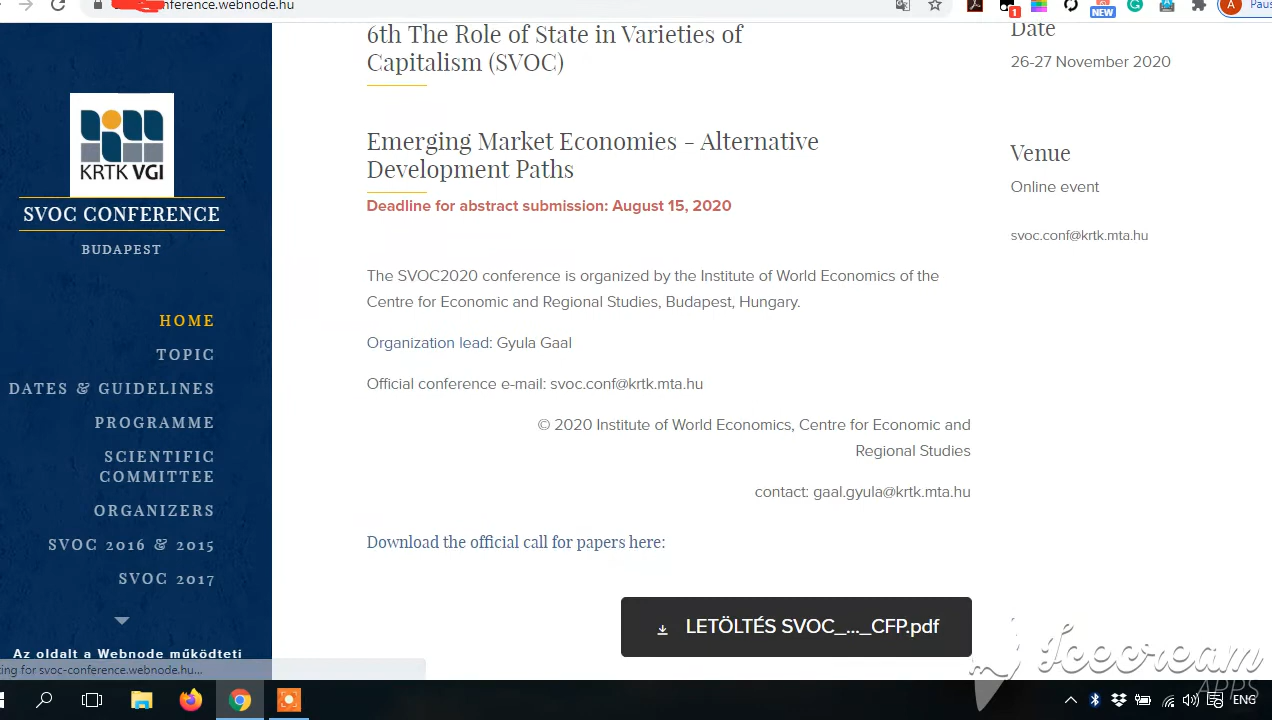 nference.webnode.hu
A
Paus
1
NEW
KRTK VGI
SVOC CONFERENCE
BUDAPEST
HOME
TOPIC
DATES & GUIDELINES
PROGRAMME
SCIENTIFIC
COMMITTEE
ORGANIZERS
SVOC 2016 & 2015
SVOC 2017
Az oldalt a Webnode működteti
ting for svoc-conference.webnode.hu...
6th The Role of State in Varieties of
Capitalism (SVOC)
Emerging Market Economies - Alternative
Development Paths
Deadline for abstract submission: August 15, 2020
The SVOC2020 conference is organized by the Institute of World Economics of the
Centre for Economic and Regional Studies, Budapest, Hungary.
Organization lead: Gyula Gaal
Official conference e-mail: svoc.conf@krtk.mta.hu
© 2020 Institute of World Economics, Centre for Economic and
Regional Studies
contact: gaal.gyula@krtk.mta.hu
Download the official call for papers here:
LETÖLTÉS SVOC_..._CFP.pdf
Date
26-27 November 2020
Venue
Online event
svoc.conf@krtk.mta.hu
Icecream
APPS
ENG